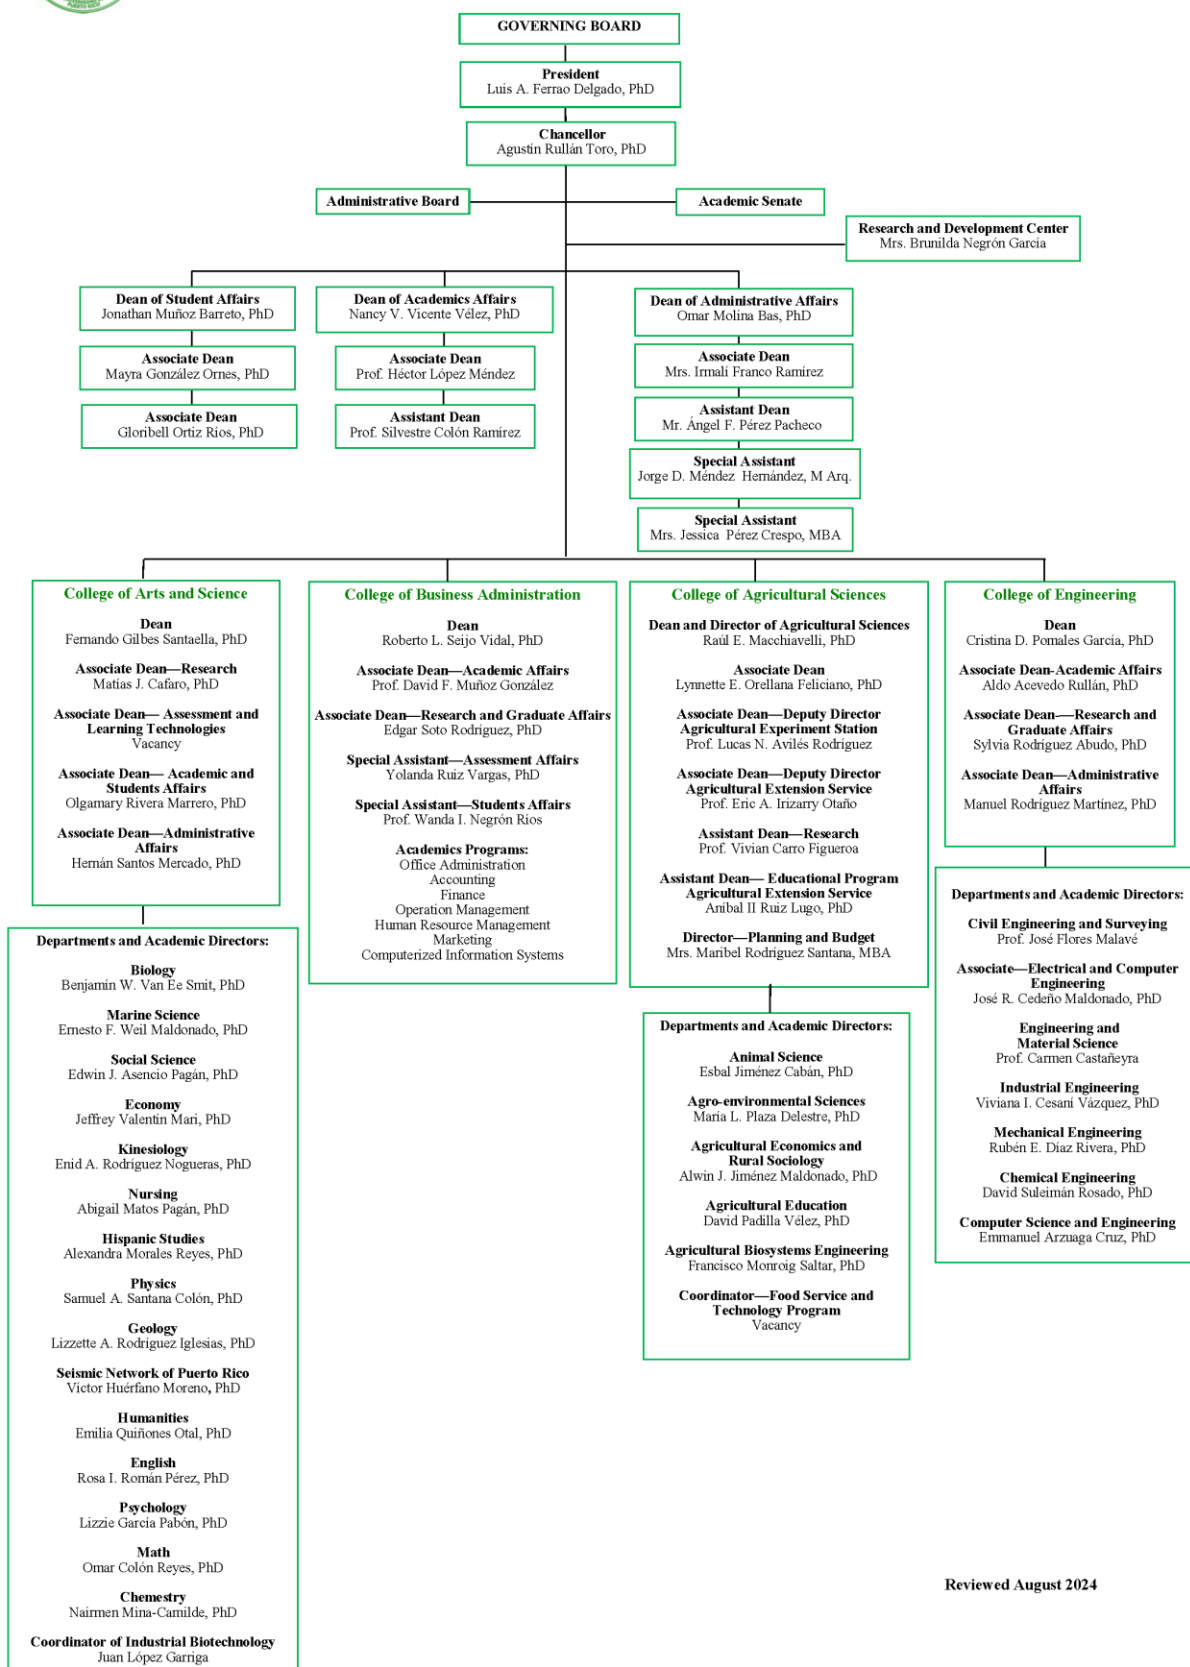 PUERTO RICO
GOVERNING BOARD
President
Luis A. Ferrao Delgado, PhD
Chancellor
Agustín Rullán Toro, PhD
Administrative Board
Academic Senate
Research and Development Center
Mrs. Brunilda Negrón García
Dean of Student Affairs
Jonathan Muñoz Barreto, PhD
Associate Dean
Mayra González Ornes, PhD
Associate Dean
Gloribell Ortiz Ríos, PhD
Dean of Academics Affairs
Nancy V. Vicente Vélez, PhD
Associate Dean
Prof. Héctor López Méndez
Assistant Dean
Prof. Silvestre Colón Ramírez
Dean of Administrative Affairs
Omar Molina Bas, PhD
Associate Dean
Mrs. Irmalí Franco Ramírez
Assistant Dean
Mr. Ángel F. Pérez Pacheco
Special Assistant
Jorge D. Méndez Hernández, M Arq.
Special Assistant
Mrs. Jessica Pérez Crespo, MBA
College of Arts and Science
Dean
Fernando Gilbes Santaella, PhD
Associate Dean—Research
Matías J. Cafaro, PhD
Associate Dean— Assessment and
Learning Technologies
Vacancy
Associate Dean— Academic and
Students Affairs
Olgamary Rivera Marrero, PhD
Associate Dean—Administrative
Affairs
Hernán Santos Mercado, PhD
Departments and Academic Directors:
Biology
Benjamín W. Van Ee Smit, PhD
Marine Science
Ernesto F. Weil Maldonado, PhD
Social Science
Edwin J. Asencio Pagán, PhD
Economy
Jeffrey Valentín Mari, PhD
Kinesiology
Enid A. Rodríguez Nogueras, PhD
Nursing
Abigail Matos Pagán, PhD
Hispanic Studies
Alexandra Morales Reyes, PhD
Physics
Samuel A. Santana Colón, PhD
Geology
Lizzette A. Rodríguez Iglesias, PhD
Seismic Network of Puerto Rico
Víctor Huérfano Moreno, PhD
Humanities
Emilia Quiñones Otal, PhD
English
Rosa I. Román Pérez, PhD
Psychology
Lizzie García Pabón, PhD
Math
Omar Colón Reyes, PhD
Chemestry
Nairmen Mina-Camilde, PhD
Coordinator of Industrial Biotechnology
Juan López Garriga
College of Business Administration
Dean
Roberto L. Seijo Vidal, PhD
Associate Dean—Academic Affairs
Prof. David F. Muñoz González
Associate Dean—Research and Graduate Affairs
Edgar Soto Rodríguez, PhD
Special Assistant—Assessment Affairs
Yolanda Ruiz Vargas, PhD
Special Assistant—Students Affairs
Prof. Wanda I. Negrón Ríos
Academics Programs:
Office Administration
Accounting
Finance
Operation Management
Human Resource Management
Marketing
Computerized Information Systems
College of Agricultural Sciences
Dean and Director of Agricultural Sciences
Raúl E. Macchiavelli, PhD
Associate Dean
Lynnette E. Orellana Feliciano, PhD
Associate Dean—Deputy Director
Agricultural Experiment Station
Prof. Lucas N. Avilés Rodríguez
Associate Dean—Deputy Director
Agricultural Extension Service
Prof. Eric A. Irizarry Otaño
Assistant Dean—Research
Prof. Vivian Carro Figueroa
Assistant Dean— Educational Program
Agricultural Extension Service
Aníbal II Ruiz Lugo, PhD
Director—Planning and Budget
Mrs. Maribel Rodríguez Santana, MBA
Departments and Academic Directors:
Animal Science
Esbal Jiménez Cabán, PhD
Agro-environmental Sciences
María L. Plaza Delestre, PhD
Agricultural Economics and
Rural Sociology
Alwin J. Jiménez Maldonado, PhD
Agricultural Education
David Padilla Vélez, PhD
Agricultural Biosystems Engineering
Francisco Monroig Saltar, PhD
Coordinator—Food Service and
Technology Program
Vacancy
College of Engineering
Dean
Cristina D. Pomales García, PhD
Associate Dean-Academic Affairs
Aldo Acevedo Rullán, PhD
Associate Dean—Research and
Graduate Affairs
Sylvia Rodríguez Abudo, PhD
Associate Dean—Administrative
Affairs
Manuel Rodríguez Martínez, PhD
Departments and Academic Directors:
Civil Engineering and Surveying
Prof. José Flores Malavé
Associate—Electrical and Computer
Engineering
José R. Cedeño Maldonado, PhD
Engineering and
Material Science
Prof. Carmen Castañeyra
Industrial Engineering
Viviana I. Cesaní Vázquez, PhD
Mechanical Engineering
Rubén E. Díaz Rivera, PhD
Chemical Engineering
David Suleimán Rosado, PhD
Computer Science and Engineering
Emmanuel Arzuaga Cruz, PhD
Reviewed August 2024